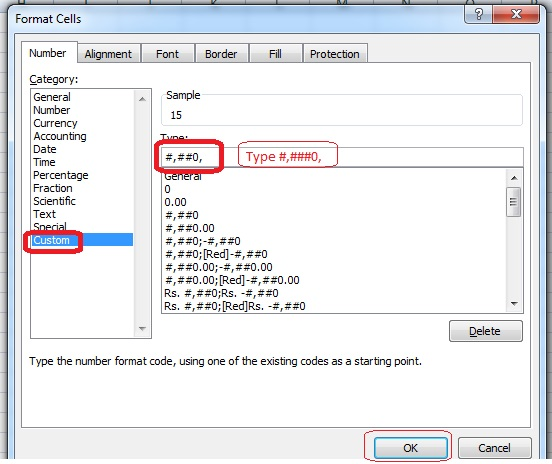 Format Cells
Number Alignment Font Border Fill Protection
Category:
General
Number
Currency
Accounting
Date
Time
Percentage
Fraction
Scientific
Text
Special
Custom
Sample
15
Type:
#,##0,
Type #,###0,
General
0
0.00
#,##0
#,##0.00
#,##0;-#,##0
#,##0;[Red]-#,##0
#,##0.00;-#,##0.00
#,##0.00;[Red]-#,##0.00
Rs. #,##0;Rs. -#,##0
Rs. #,##0;[Red]Rs. -#,##0
Delete
Type the number format code, using one of the existing codes as a starting point.
OK Cancel